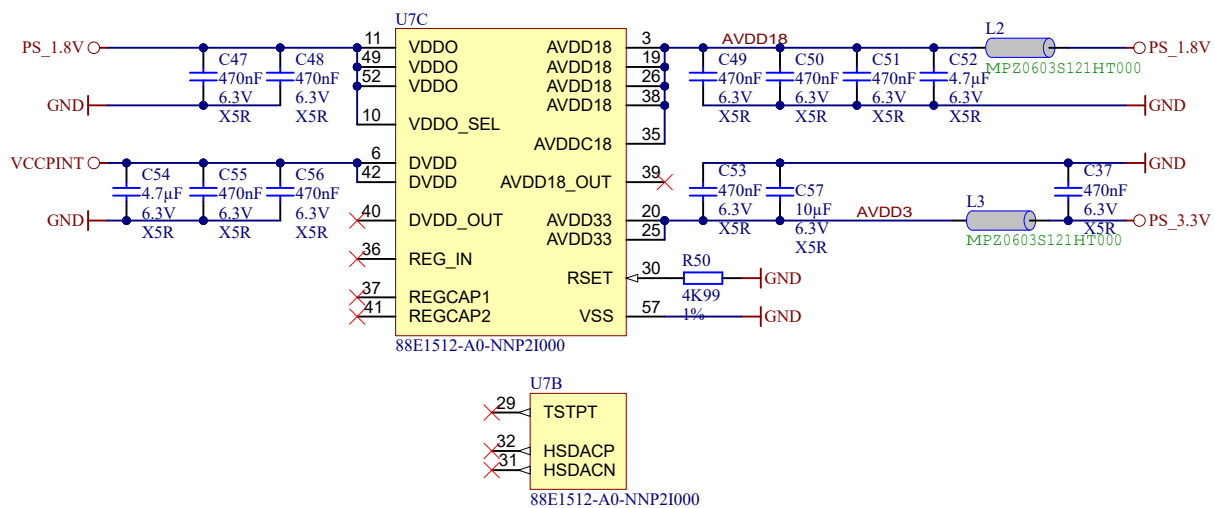 U7C
PS_1.8V
11
VDDO
49
VDDO
52
VDDO
10
VDDO_SEL
C47
470nF
6.3V
X5R
C48
470nF
6.3V
X5R
GND
VCCPINT
6
DVDD
42
DVDD
C54
4.7µF
6.3V
X5R
C55
470nF
6.3V
X5R
C56
470nF
6.3V
X5R
GND
40
DVDD_OUT
36
REG_IN
37
REGCAP1
41
REGCAP2
AVDD18
3
AVDD18
19
AVDD18
26
AVDD18
38
AVDDC18
35
AVDD18_OUT
39
AVDD33
20
AVDD33
25
RSET
30
VSS
57
88E1512-A0-NNP2I000
AVDD18
L2
MPZ0603S121HT000
PS_1.8V
C49
470nF
6.3V
X5R
C50
470nF
6.3V
X5R
C51
470nF
6.3V
X5R
C52
4.7µF
6.3V
X5R
GND
C53
470nF
6.3V
X5R
C57
10µF
6.3V
X5R
C37
470nF
6.3V
X5R
GND
AVDD3
L3
MPZ0603S121HT000
PS_3.3V
R50
4K99
1%
GND
GND
U7B
29
TSTPT
32
HSDACP
31
HSDACN
88E1512-A0-NNP2I000